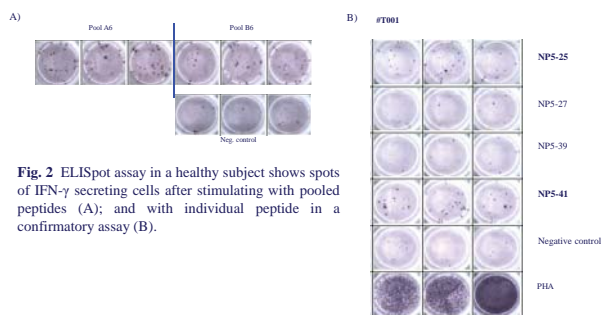 A)
Pool A6
Pool B6
Neg. control
Fig. 2 ELISpot assay in a healthy subject shows spots
of IFN-γ secreting cells after stimulating with pooled
peptides (A); and with individual peptide in a
confirmatory assay (B).
B)
#T001
NP5-25
NP5-27
NP5-39
NP5-41
Negative control
PHA